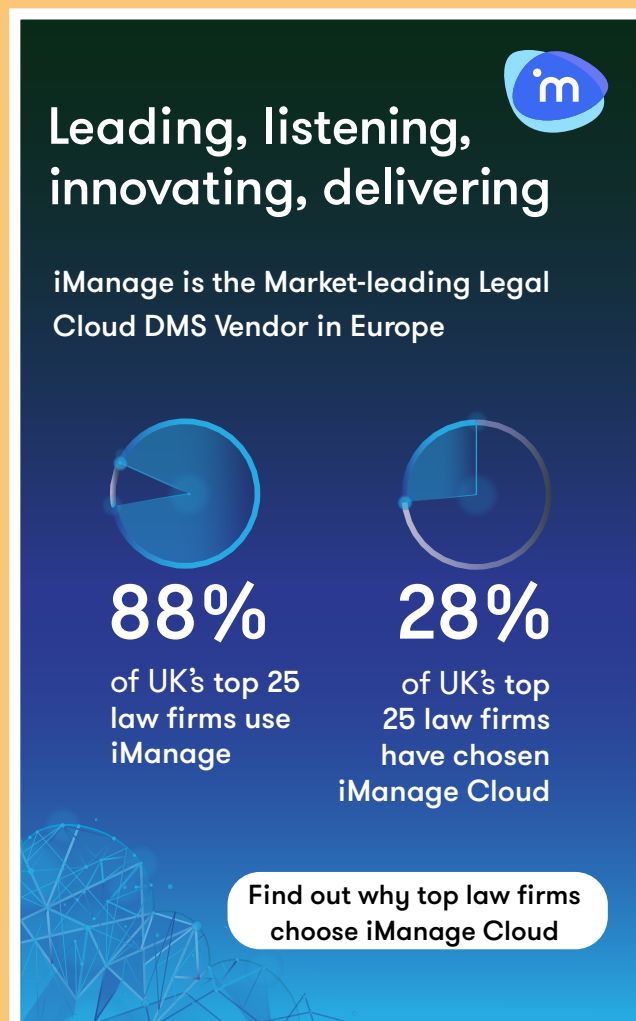 m
Leading, listening,
innovating, delivering
iManage is the Market-leading Legal
Cloud DMS Vendor in Europe
88%
of UK's top 25
law firms use
iManage
28%
of UK's top
25 law firms
have chosen
iManage Cloud
Find out why top law firms
choose iManage Cloud